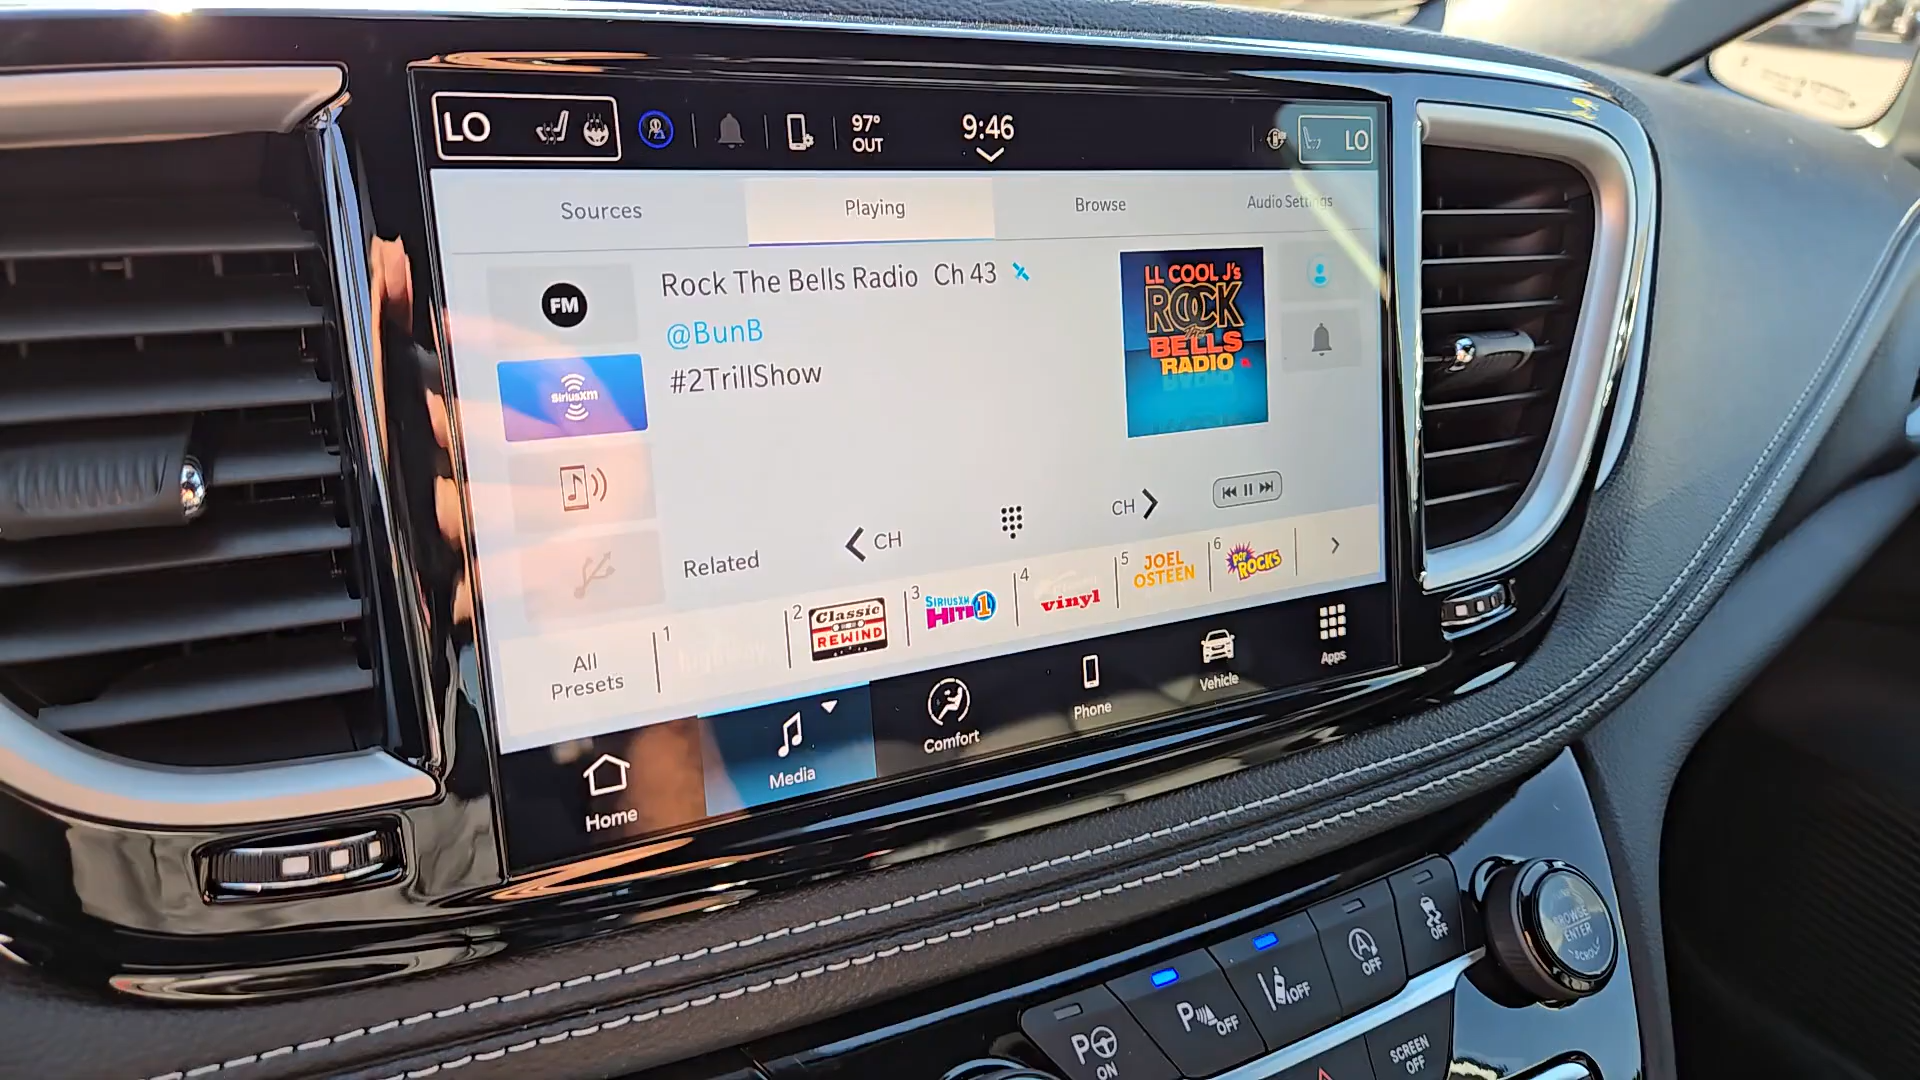 LO
97°
OUT
9:46
LO
Sources
Playing
Browse
Audio Settings
FM
Rock The Bells Radio Ch 43
@BunB
#2TrillShow
SiriusXM
LL COOL J's
ROCK
the
BELLS
RADIO
CH
CH
Related
All
Presets
1
2
Classic
REWIND
3
SIRIUSXM
HITS 1
4
vinyl
5
JOEL
OSTEEN
6
POP
ROCKS
Home
Media
Comfort
Phone
Vehicle
Apps
P
ON
P
OFF
OFF
A
OFF
OFF
SCREEN
OFF
BROWSE
ENTER